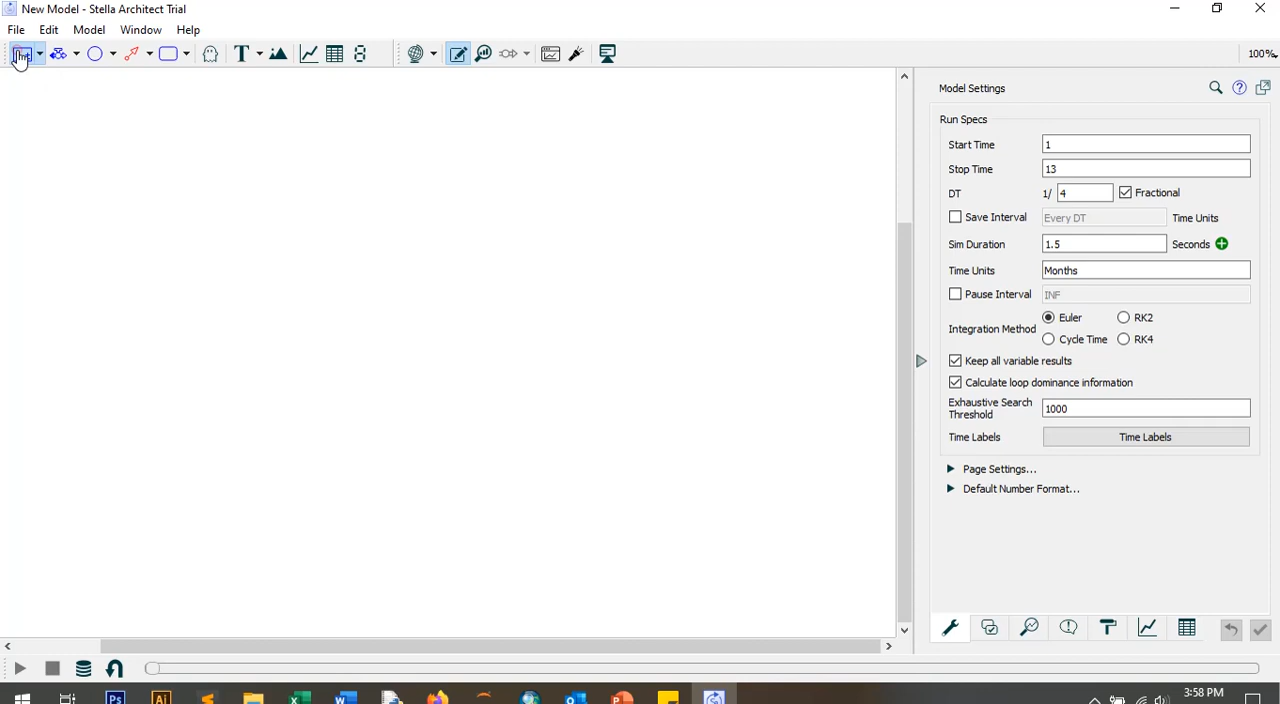 New Model - Stella Architect Trial
File Edit Model Window Help
T 100%
Model Settings ?
Run Specs
Start Time 1
Stop Time 13
DT 1/ 4 Fractional
Save Interval Every DT Time Units
Sim Duration 1.5 Seconds
Time Units Months
Pause Interval INF
Integration Method Euler RK2
Cycle Time RK4
Keep all variable results
Calculate loop dominance information
Exhaustive Search
Threshold 1000
Time Labels Time Labels
Page Settings...
Default Number Format...
Ps Ai 3:58 PM